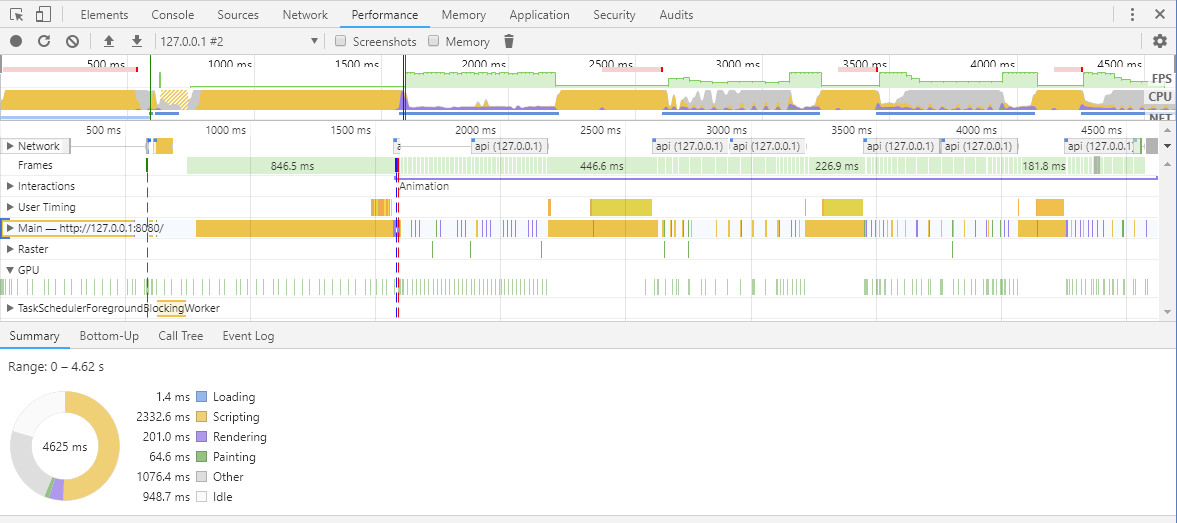 Elements Console Sources Network Performance Memory Application Security Audits
127.0.0.1 #2 Screenshots Memory
500 ms 1000 ms 1500 ms 2000 ms 2500 ms 3000 ms 3500 ms 4000 ms 4500 ms
FPS
CPU
NET
500 ms 1000 ms 1500 ms 2000 ms 2500 ms 3000 ms 3500 ms 4000 ms 4500 ms
Network a api (127.0.0.1) api (127.0.0.1) api (127.0.0.1) api (127.0.0.1) api (127.0.0.1) api (127.0.0.1)
Frames 846.5 ms 446.6 ms 226.9 ms 181.8 ms
Interactions Animation
User Timing
Main — http://127.0.0.1:8080/
Raster
GPU
TaskSchedulerForegroundBlockingWorker
Summary Bottom-Up Call Tree Event Log
Range: 0 – 4.62 s
4625 ms
1.4 ms Loading
2332.6 ms Scripting
201.0 ms Rendering
64.6 ms Painting
1076.4 ms Other
948.7 ms Idle